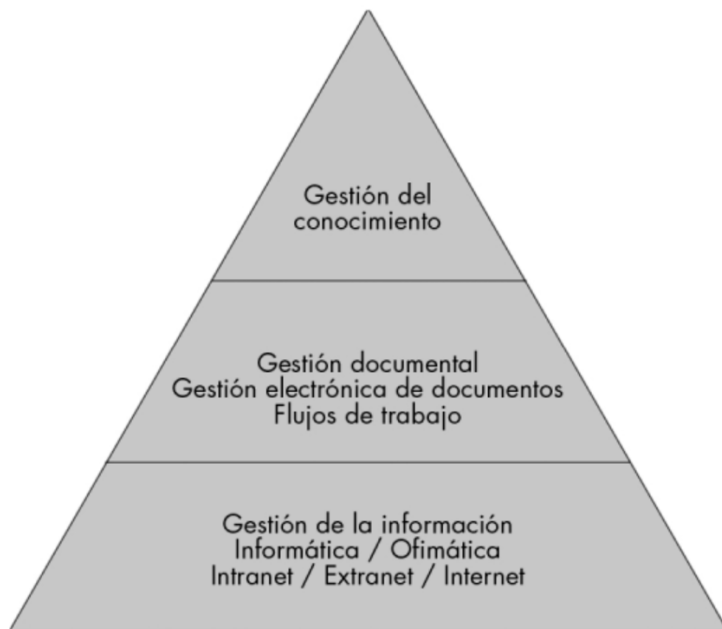 Gestión del
conocimiento
Gestión documental
Gestión electrónica de documentos
Flujos de trabajo
Gestión de la información
Informática / Ofimática
Intranet / Extranet / Internet